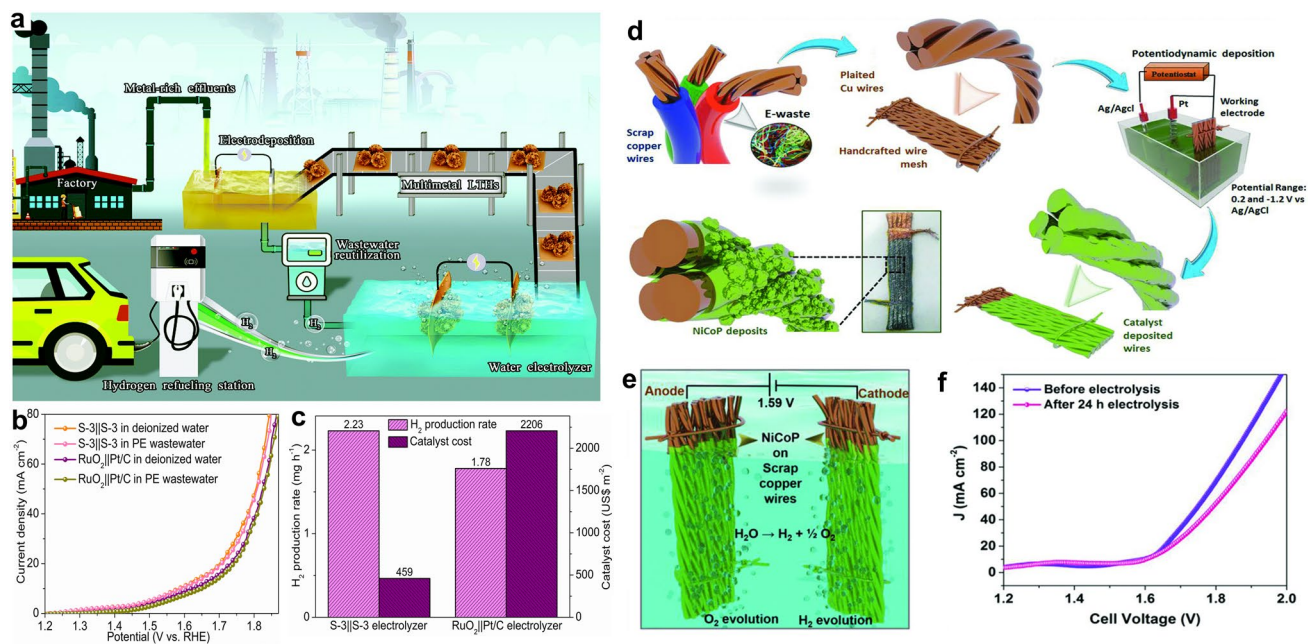 a
Metal-rich effluents
Electrodeposition
Factory
Multimetal LTHs
Wastewater
reutilization
H₂
H₂
H₂
Water electrolyzer
Hydrogen refueling station
b
80
60
40
20
0
Current density (mA cm⁻²)
S-3||S-3 in deionized water
S-3||S-3 in PE wastewater
RuO₂||Pt/C in deionized water
RuO₂||Pt/C in PE wastewater
1.2 1.3 1.4 1.5 1.6 1.7 1.8
Potential (V vs. RHE)
c
2.23
H₂ production rate
Catalyst cost
2206
1.78
459
2
1
0
H₂ production rate (mg h⁻¹)
2000
1500
1000
500
0
Catalyst cost (US$ m⁻²)
S-3||S-3 electrolyzer RuO₂||Pt/C electrolyzer
d
Scrap
copper
wires
E-waste
Plaited
Cu wires
Handcrafted wire
mesh
Potentiodynamic deposition
Potentiostat
Ag/Agcl
Pt
Working
electrode
Potential Range:
0.2 and -1.2 V vs
Ag/AgCl
NiCoP deposits
Catalyst
deposited
wires
e
Anode
Cathode
1.59 V
NiCoP
on
Scrap
copper
wires
H₂O → H₂ + ½ O₂
O₂ evolution
H₂ evolution
f
Before electrolysis
After 24 h electrolysis
140
120
100
80
60
40
20
0
J (mA cm⁻²)
1.2 1.4 1.6 1.8 2.0
Cell Voltage (V)